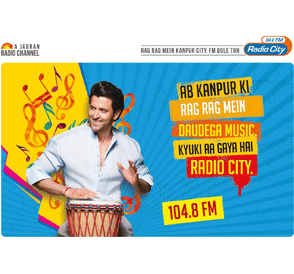 A JAGRAN
RADIO CHANNEL
RAG RAG MEIN KANPUR CITY, FM BOLE TOH
FM
Radio City
AB KANPUR KI
RAG RAG MEIN
DAUDEGA MUSIC
KYUKI AA GAYA HAI
RADIO CITY.
104.8 FM